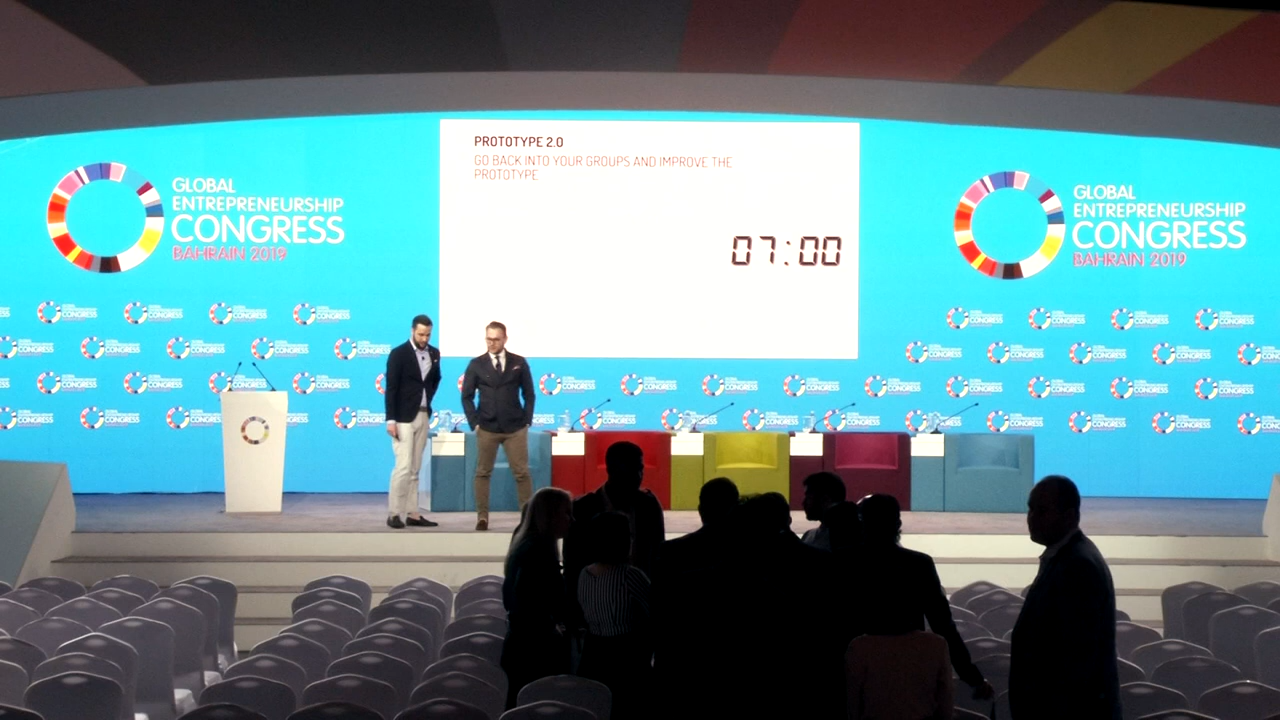 PROTOTYPE 2.0
GO BACK INTO YOUR GROUPS AND IMPROVE THE
PROTOTYPE
07:00
GLOBAL
ENTREPRENEURSHIP
CONGRESS
BAHRAIN 2019
GLOBAL
ENTREPRENEURSHIP
CONGRESS
BAHRAIN 2019